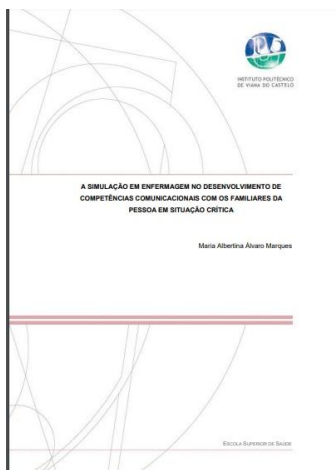 INSTITUTO POLITÉCNICO
DE VIANA DO CASTELO
A SIMULAÇÃO EM ENFERMAGEM NO DESENVOLVIMENTO DE
COMPETÊNCIAS COMUNICACIONAIS COM OS FAMILIARES DA
PESSOA EM SITUAÇÃO CRÍTICA
Maria Albertina Álvaro Marques
ESCOLA SUPERIOR DE SAÚDE